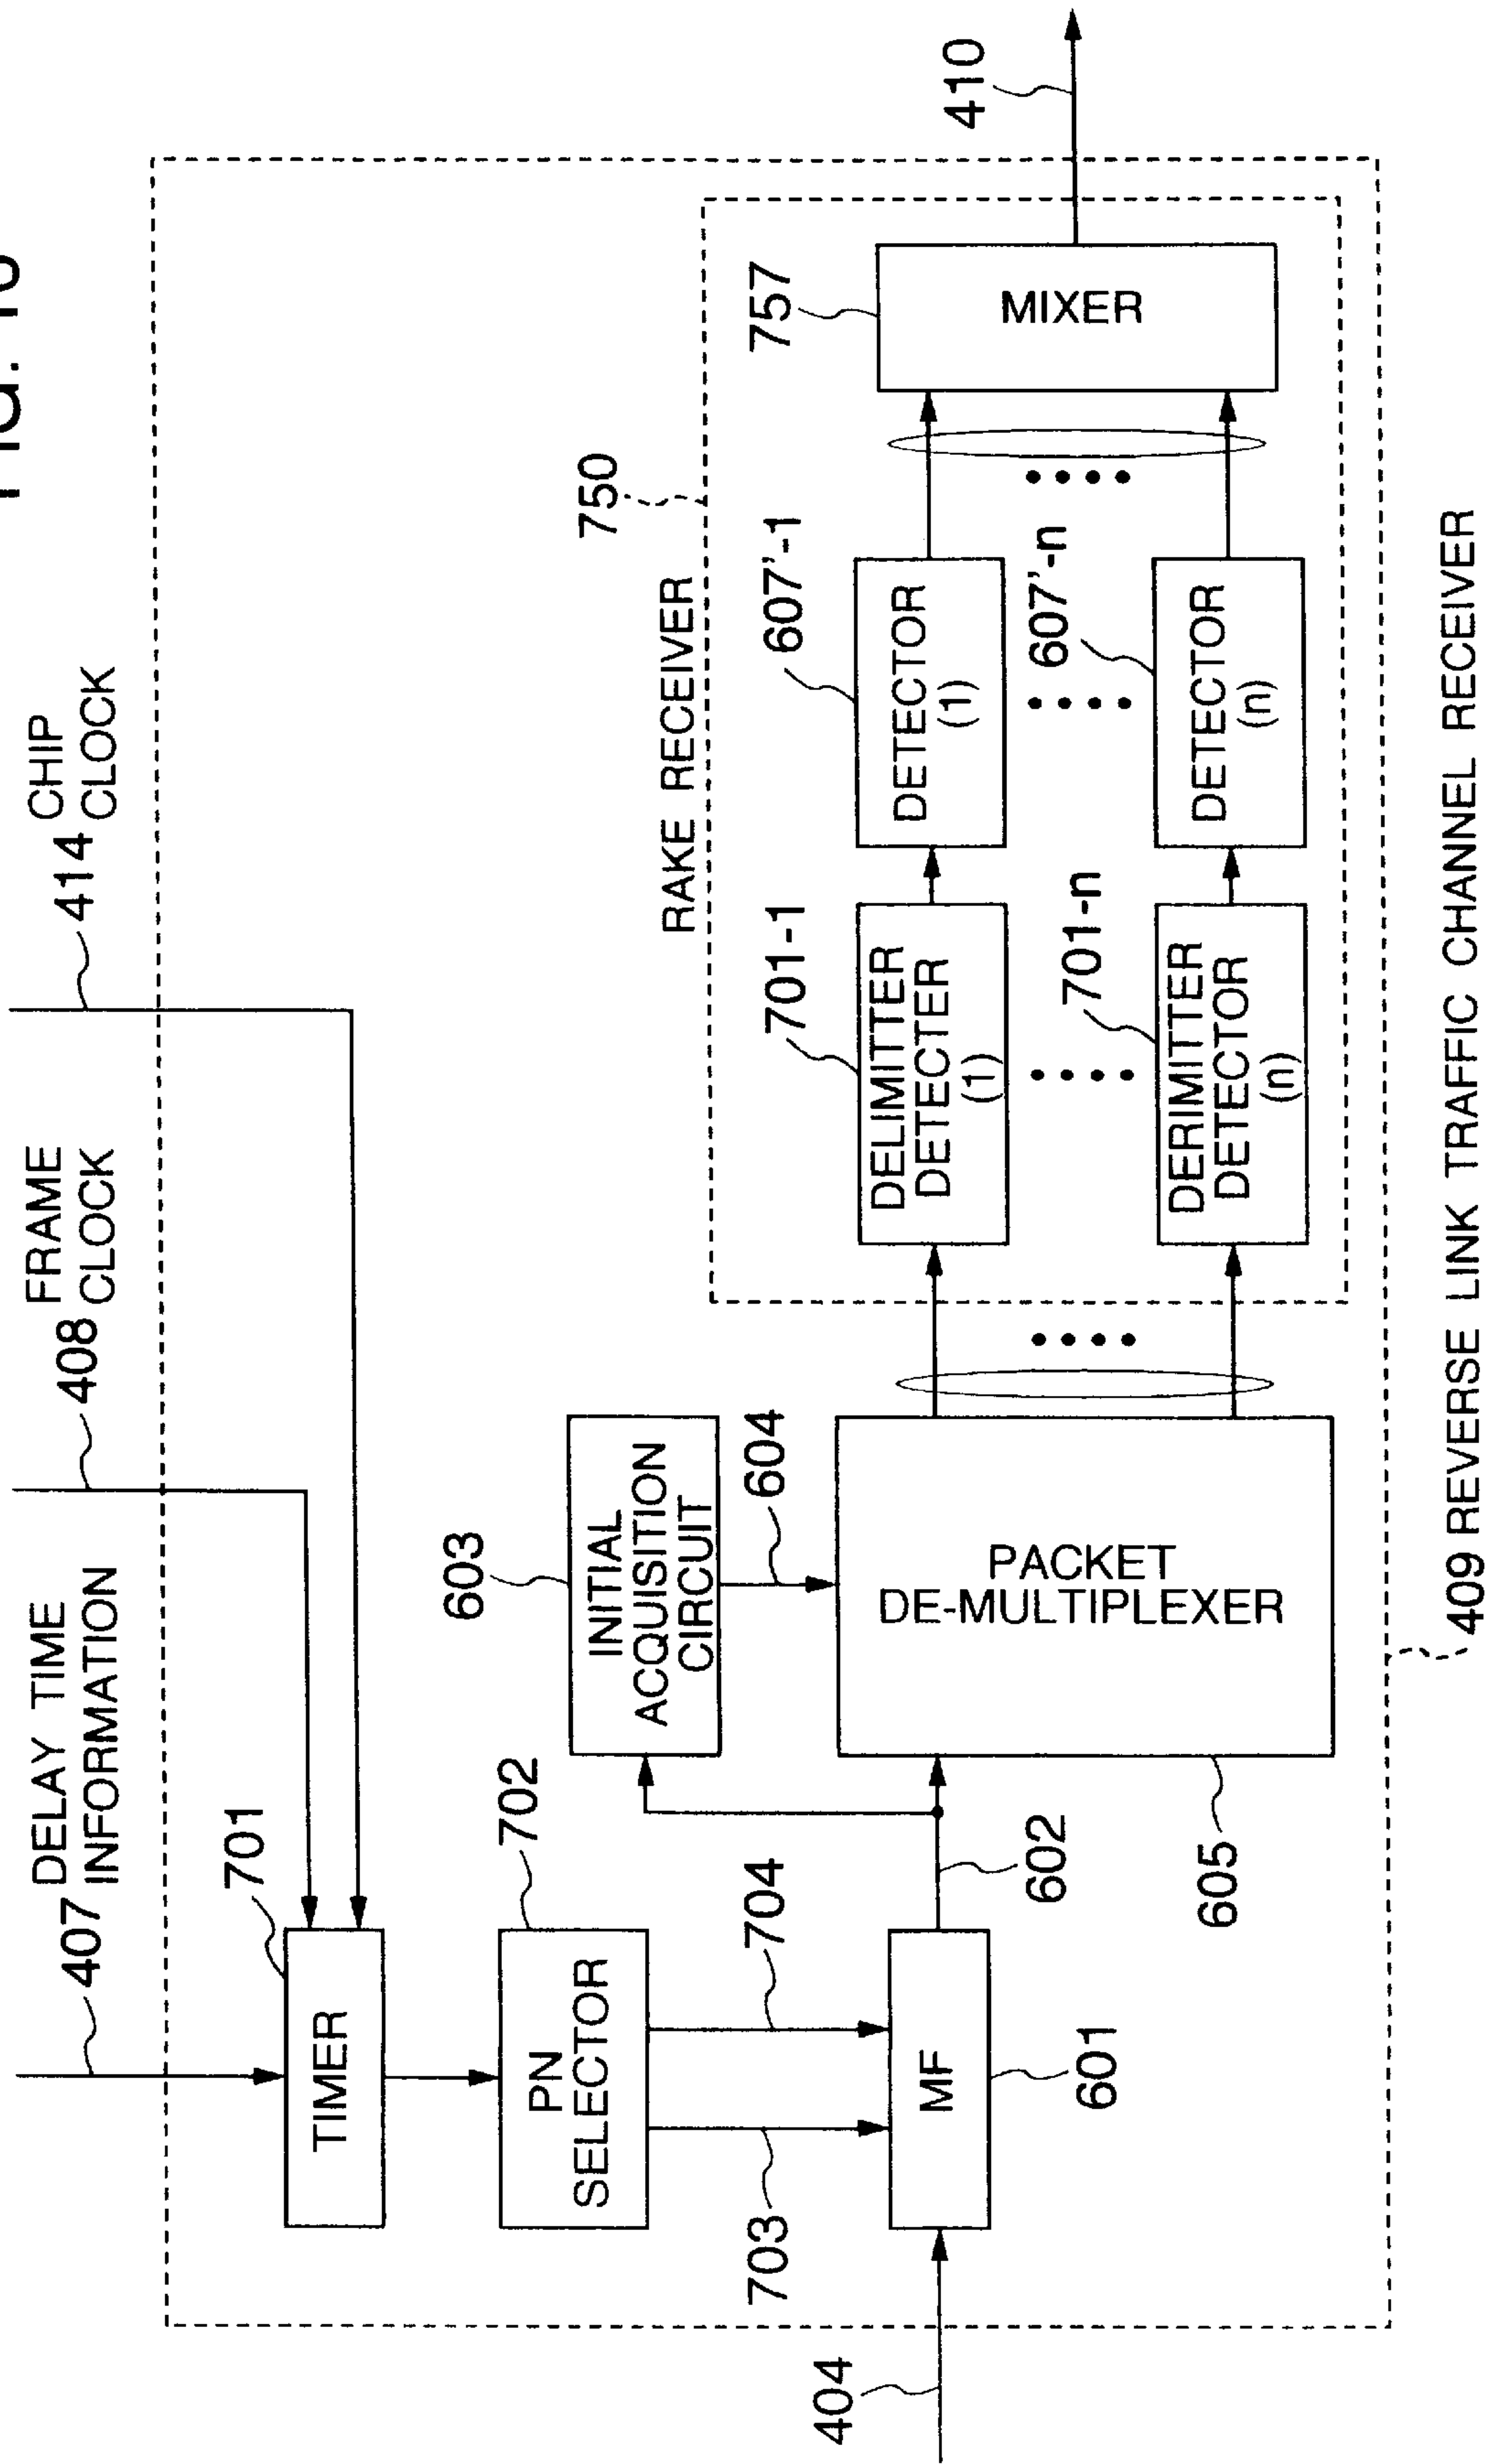 FIG.
407 DELAY TIME
INFORMATION
408 FRAME
CLOCK
414 CHIP
CLOCK
701
TIMER
702
PN
SELECTOR
703
704
404
MF
601
602
603
INITIAL
ACQUISITION
CIRCUIT
604
PACKET
DE-MULTIPLEXER
605
RAKE RECEIVER
750
701-1
DELIMITTER
DETECTER
(1)
607'-1
DETECTOR
(1)
701-n
DERIMITTER
DETECTOR
(n)
607'-n
DETECTOR
(n)
757
MIXER
410
409 REVERSE LINK TRAFFIC CHANNEL RECEIVER